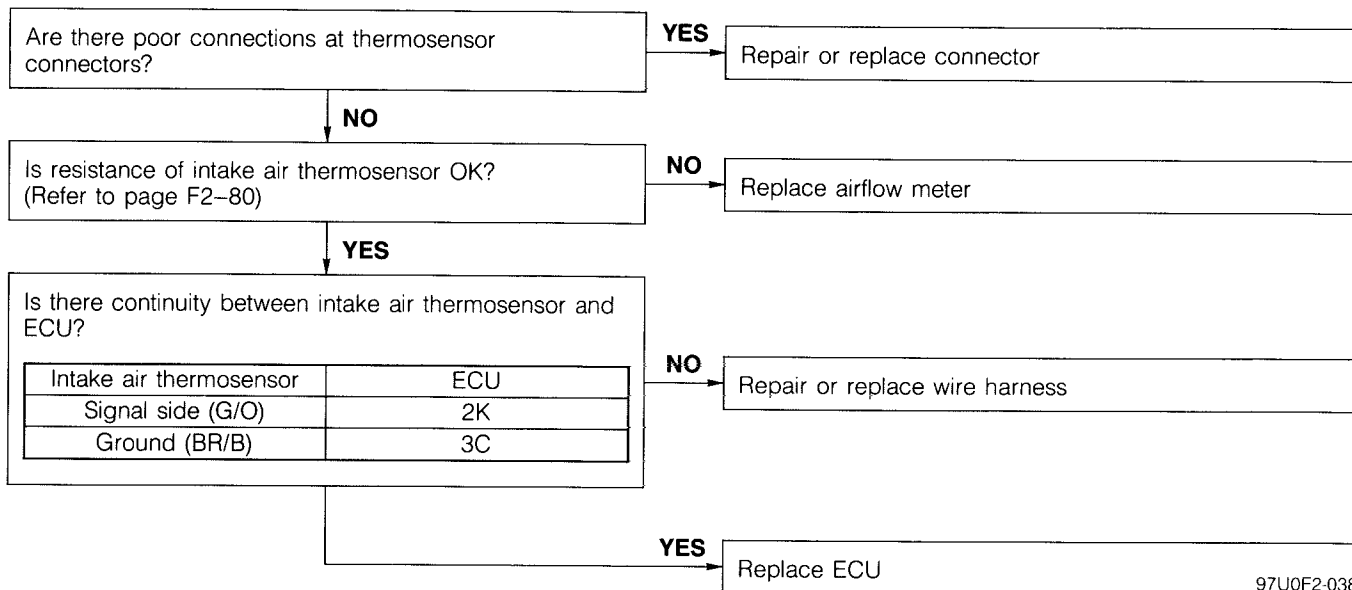 Are there poor connections at thermosensor
connectors?
YES
Repair or replace connector
NO
Is resistance of intake air thermosensor OK?
(Refer to page F2–80)
NO
Replace airflow meter
YES
Is there continuity between intake air thermosensor and
ECU?
Intake air thermosensor ECU
Signal side (G/O) 2K
Ground (BR/B) 3C
NO
Repair or replace wire harness
YES
Replace ECU
97U0F2-038